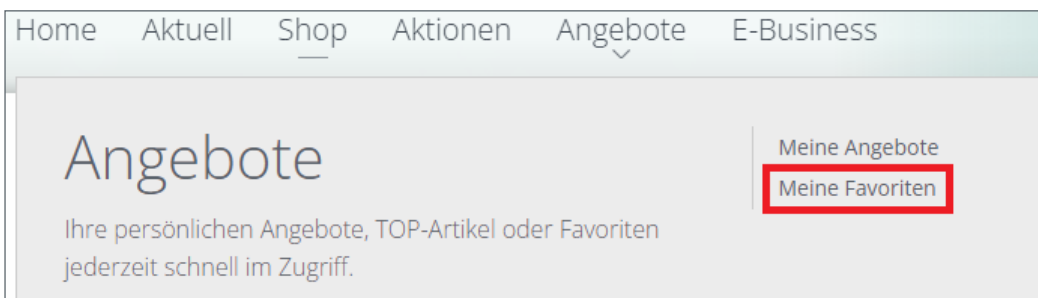 Home Aktuell Shop Aktionen Angebote E-Business
Angebote
Ihre persönlichen Angebote, TOP-Artikel oder Favoriten
jederzeit schnell im Zugriff.
Meine Angebote
Meine Favoriten